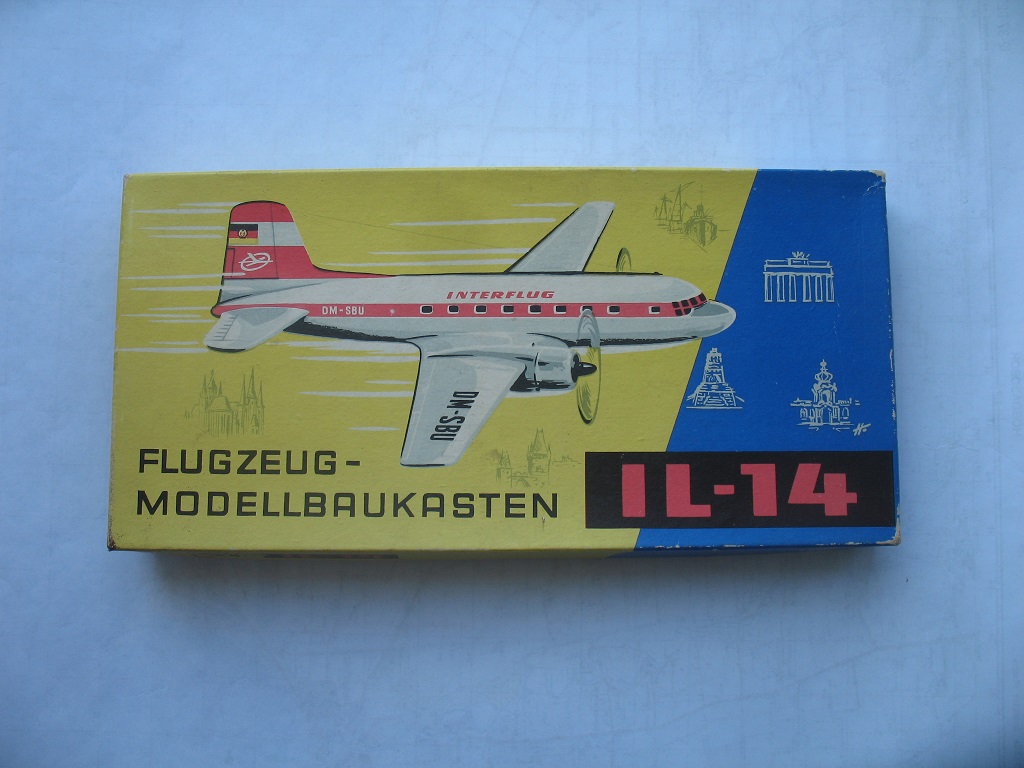 INTERFLUG
DM-SBU
DM-SBU
FLUGZEUG-
MODELLBAUKASTEN
IL-14